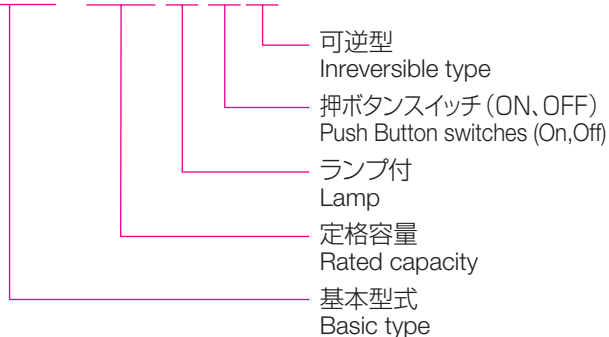 可逆型
Inreversible type
押ボタンスイッチ（ON、OFF）
Push Button switches (On,Off)
ランプ付
Lamp
定格容量
Rated capacity
基本型式
Basic type